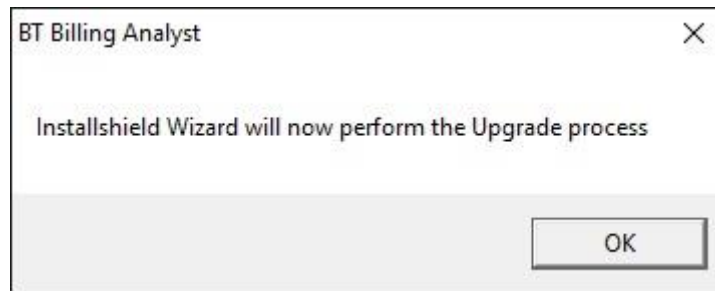 BT Billing Analyst
Installshield Wizard will now perform the Upgrade process
OK